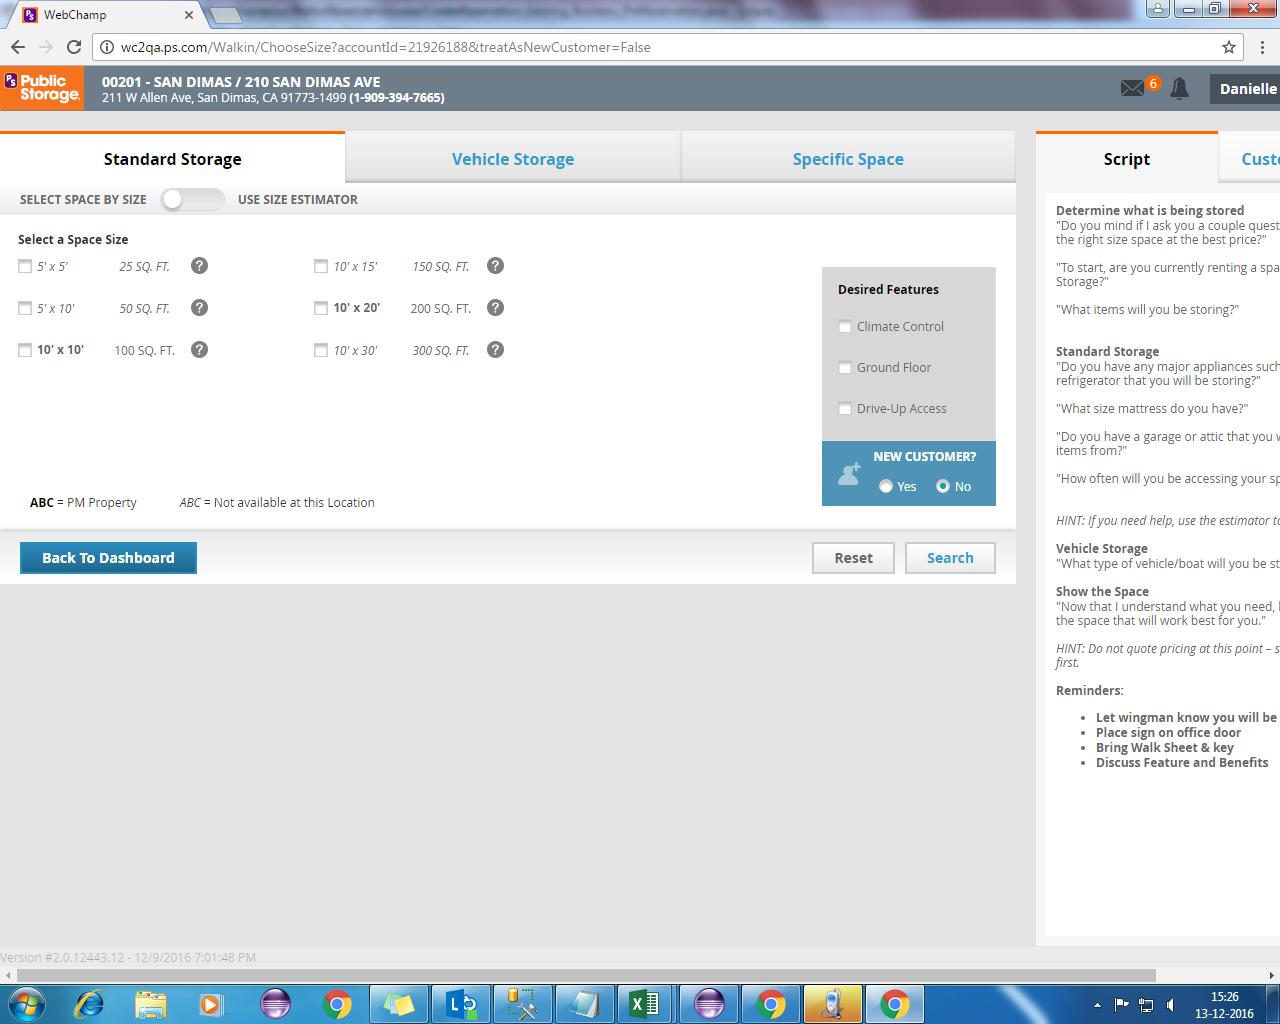 WebChamp
wc2qa.ps.com/Walkin/ChooseSize?accountId=21926188&treatAsNewCustomer=False
PS Public Storage.
00201 - SAN DIMAS / 210 SAN DIMAS AVE
211 W Allen Ave, San Dimas, CA 91773-1499 (1-909-394-7665)
6
Danielle
Standard Storage
Vehicle Storage
Specific Space
SELECT SPACE BY SIZE
USE SIZE ESTIMATOR
Select a Space Size
5' x 5' 25 SQ. FT. ?
10' x 15' 150 SQ. FT. ?
5' x 10' 50 SQ. FT. ?
10' x 20' 200 SQ. FT. ?
10' x 10' 100 SQ. FT. ?
10' x 30' 300 SQ. FT. ?
Desired Features
Climate Control
Ground Floor
Drive-Up Access
NEW CUSTOMER?
Yes No
ABC = PM Property
ABC = Not available at this Location
Back To Dashboard
Reset
Search
Script
Determine what is being stored
"Do you mind if I ask you a couple
the right size space at the best price?"
"To start, are you currently renting a
Storage?"
"What items will you be storing?"
Standard Storage
"Do you have any major appliances such
refrigerator that you will be storing?"
"What size mattress do you have?"
"Do you have a garage or attic that you
items from?"
"How often will you be accessing your
HINT: If you need help, use the estimator
Vehicle Storage
"What type of vehicle/boat will you be
Show the Space
"Now that I understand what you need,
the space that will work best for you."
HINT: Do not quote pricing at this point –
first.
Reminders:
• Let wingman know you will be
• Place sign on office door
• Bring Walk Sheet & key
• Discuss Feature and Benefits
Version #2.0.12443.12 - 12/9/2016 7:01:48 PM
15:26
13-12-2016